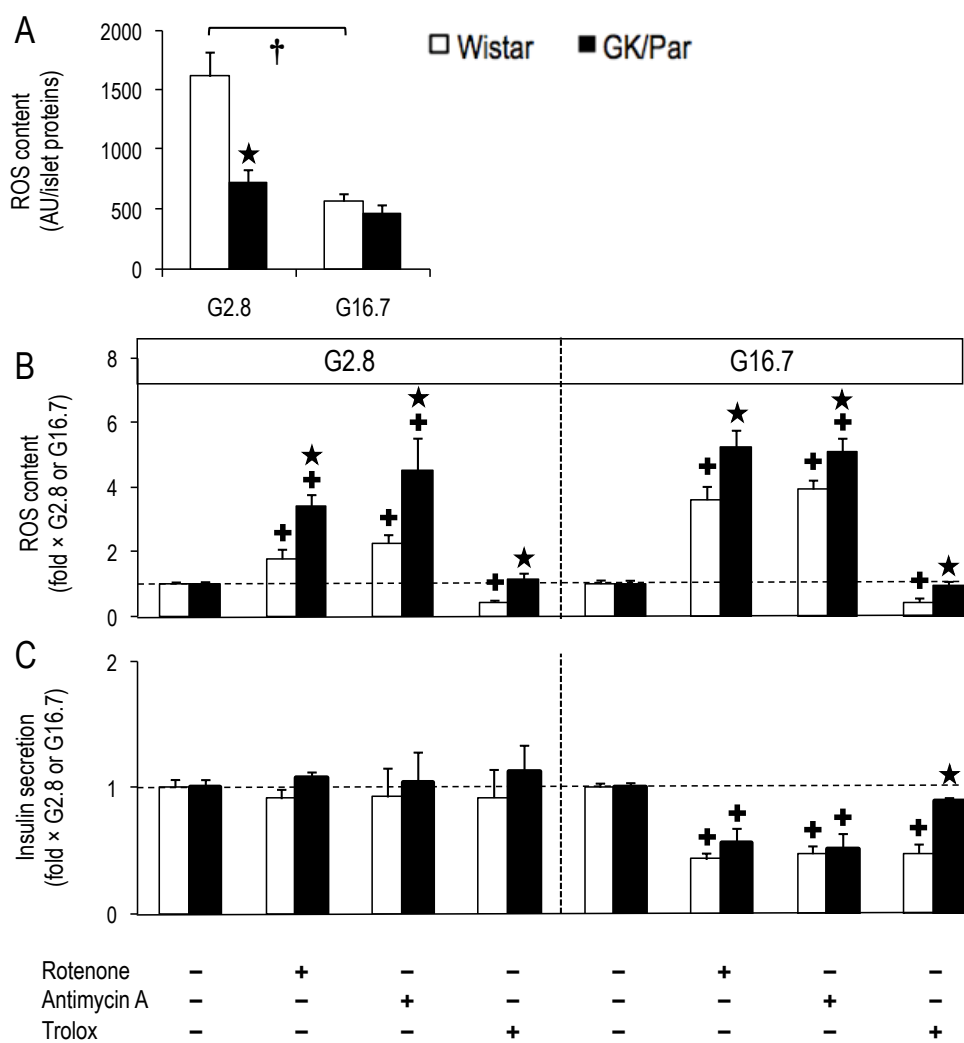 A
2000
1500
1000
500
0
ROS content
(AU/islet proteins)
†
★
G2.8
G16.7
□ Wistar ■ GK/Par
B
G2.8
G16.7
8
6
4
2
0
ROS content
(fold × G2.8 or G16.7)
★ ★ ★ ★
+ + + + ★ + + ★
+ + ★
C
2
1
0
Insulin secretion
(fold × G2.8 or G16.7)
★
+ + + + +
Rotenone – + – – – + – –
Antimycin A – – + – – – + –
Trolox – – – + – – – +